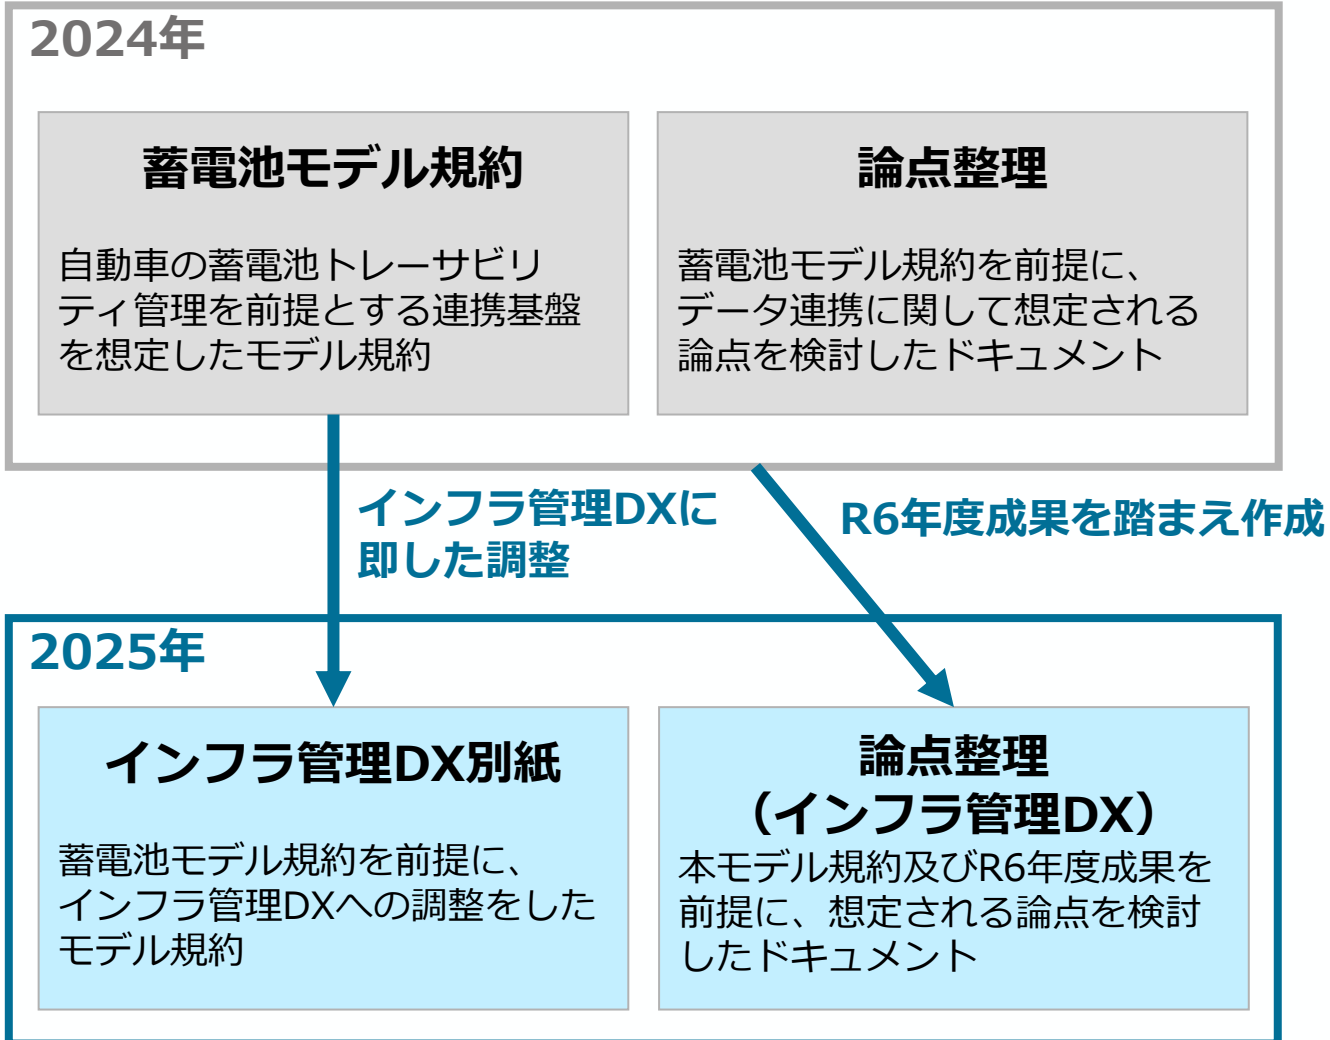 2024年
蓄電池モデル規約
自動車の蓄電池トレーサビリ
ティ管理を前提とする連携基盤
を想定したモデル規約
論点整理
蓄電池モデル規約を前提に、
データ連携に関して想定される
論点を検討したドキュメント
インフラ管理DXに
即した調整
R6年度成果を踏まえ作成
2025年
インフラ管理DX別紙
蓄電池モデル規約を前提に、
インフラ管理DXへの調整をした
モデル規約
論点整理
（インフラ管理DX）
本モデル規約及びR6年度成果を
前提に、想定される論点を検討
したドキュメント